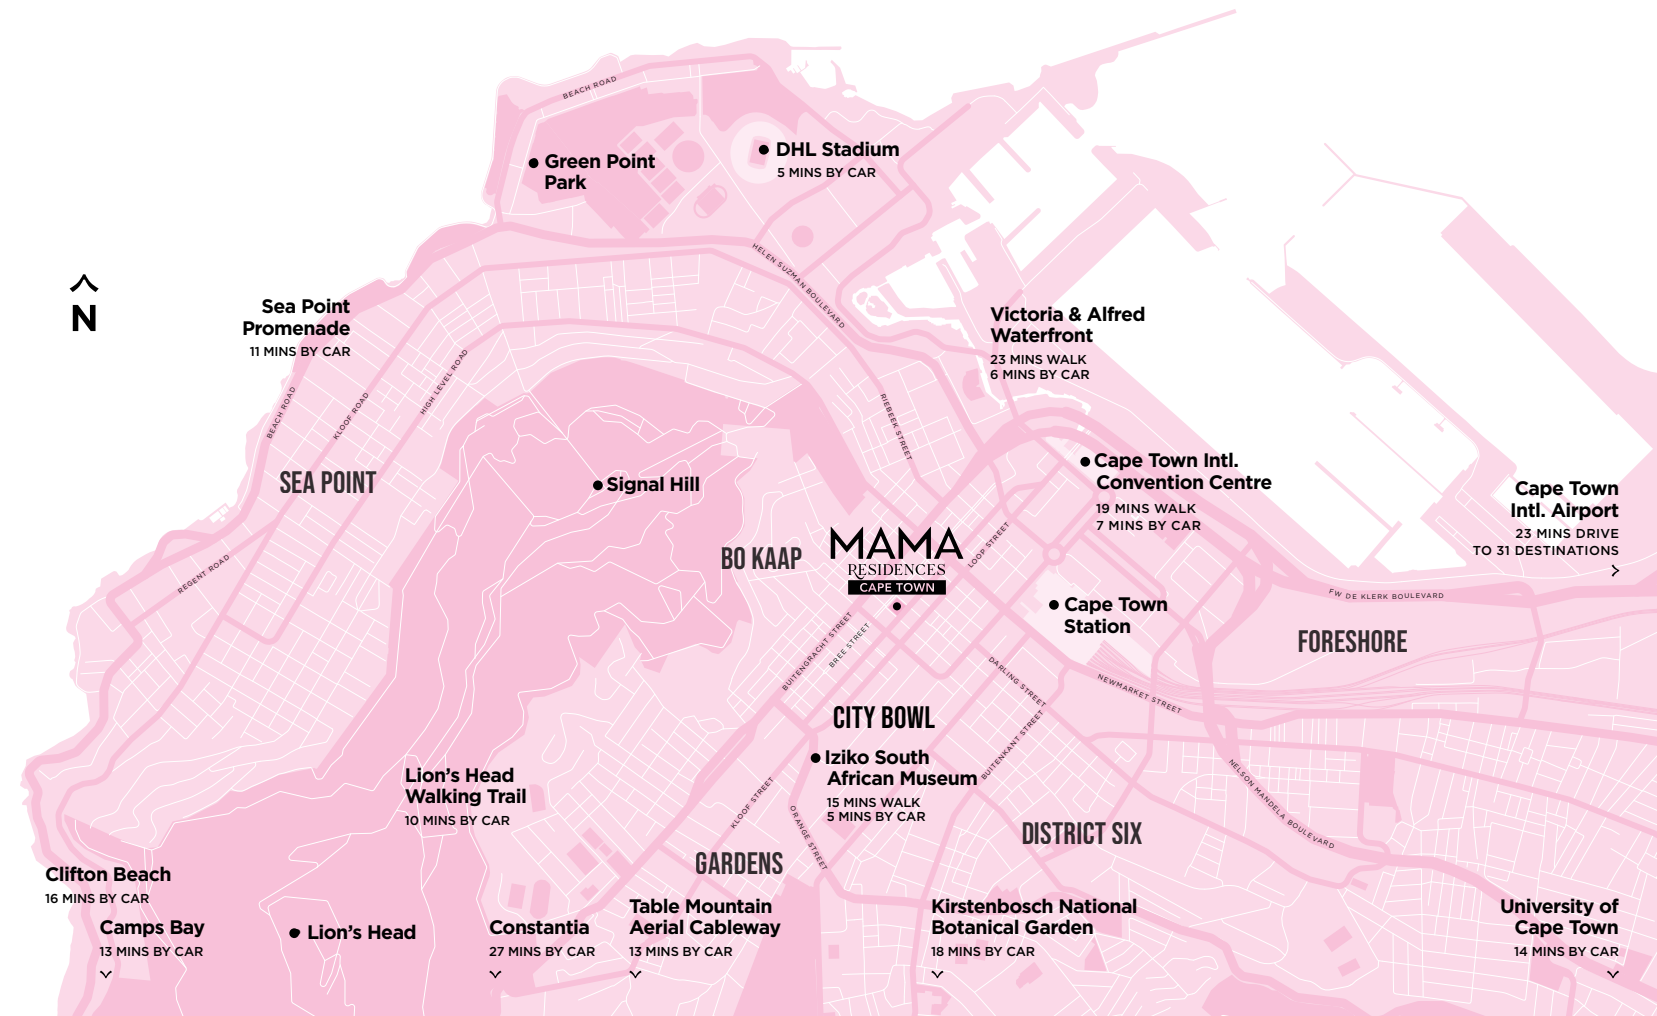 BEACH ROAD
Green Point
Park
DHL Stadium
5 MINS BY CAR
HELEN SUZMAN BOULEVARD
N
Sea Point
Promenade
11 MINS BY CAR
Victoria & Alfred
Waterfront
23 MINS WALK
6 MINS BY CAR
BEACH ROAD
KLOOF ROAD
HIGH LEVEL ROAD
RIEBEEK STREET
SEA POINT
Signal Hill
Cape Town Intl.
Convention Centre
19 MINS WALK
7 MINS BY CAR
Cape Town
Intl. Airport
23 MINS DRIVE
TO 31 DESTINATIONS
REGENT ROAD
BO KAAP
MAMA
RESIDENCES
CAPE TOWN
LOOP STREET
Cape Town
Station
FW DE KLERK BOULEVARD
FORESHORE
BUITENGRACHT STREET
BREE STREET
DARLING STREET
NEWMARKET STREET
CITY BOWL
BUITENKANT STREET
Iziko South
African Museum
15 MINS WALK
5 MINS BY CAR
Lion's Head
Walking Trail
10 MINS BY CAR
KLOOF STREET
ORANGE STREET
NELSON MANDELA BOULEVARD
DISTRICT SIX
GARDENS
Clifton Beach
16 MINS BY CAR
Camps Bay
13 MINS BY CAR
Lion's Head
Constantia
27 MINS BY CAR
Table Mountain
Aerial Cableway
13 MINS BY CAR
Kirstenbosch National
Botanical Garden
18 MINS BY CAR
University of
Cape Town
14 MINS BY CAR